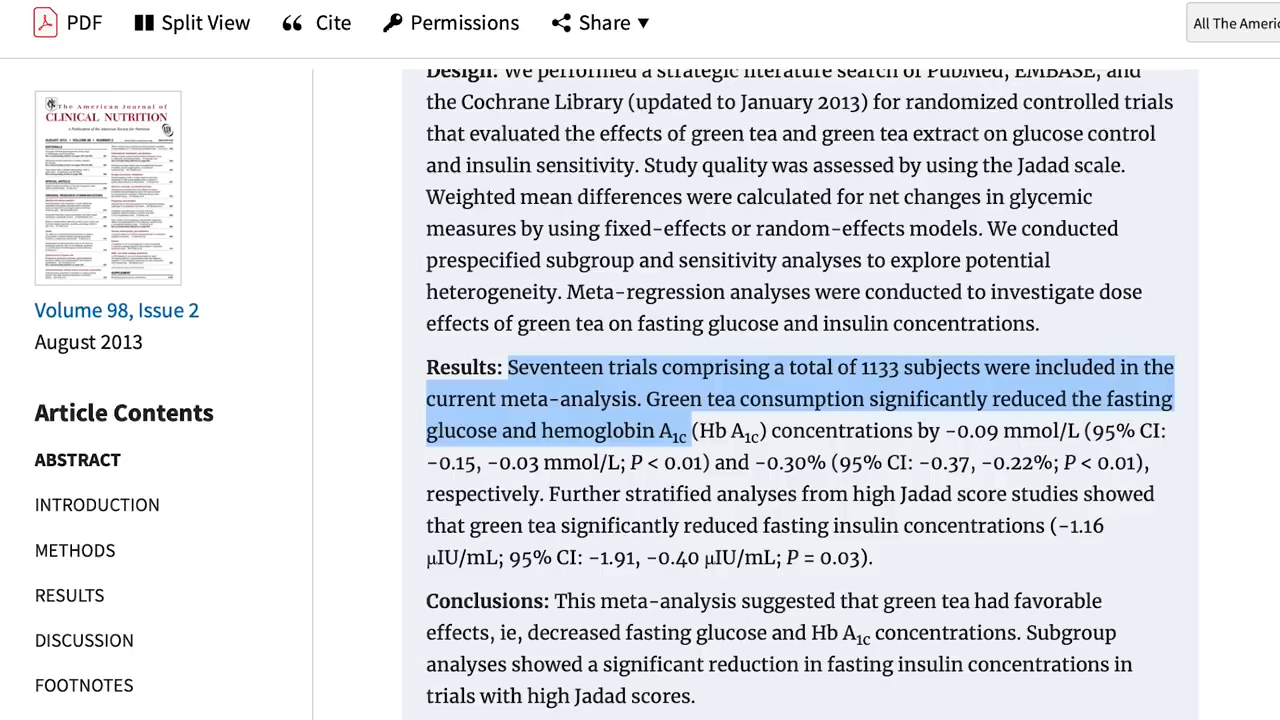 PDF
Split View
Cite
Permissions
Share
All The Ameri
The American Journal of
CLINICAL NUTRITION
Volume 98, Issue 2
August 2013
Article Contents
ABSTRACT
INTRODUCTION
METHODS
RESULTS
DISCUSSION
FOOTNOTES
Design: We performed a strategic literature search of PubMed, EMBASE, and
the Cochrane Library (updated to January 2013) for randomized controlled trials
that evaluated the effects of green tea and green tea extract on glucose control
and insulin sensitivity. Study quality was assessed by using the Jadad scale.
Weighted mean differences were calculated for net changes in glycemic
measures by using fixed-effects or random-effects models. We conducted
prespecified subgroup and sensitivity analyses to explore potential
heterogeneity. Meta-regression analyses were conducted to investigate dose
effects of green tea on fasting glucose and insulin concentrations.
Results: Seventeen trials comprising a total of 1133 subjects were included in the
current meta-analysis. Green tea consumption significantly reduced the fasting
glucose and hemoglobin A1c (Hb A1c) concentrations by −0.09 mmol/L (95% CI:
−0.15, −0.03 mmol/L; P < 0.01) and −0.30% (95% CI: −0.37, −0.22%; P < 0.01),
respectively. Further stratified analyses from high Jadad score studies showed
that green tea significantly reduced fasting insulin concentrations (−1.16
μIU/mL; 95% CI: −1.91, −0.40 μIU/mL; P = 0.03).
Conclusions: This meta-analysis suggested that green tea had favorable
effects, ie, decreased fasting glucose and Hb A1c concentrations. Subgroup
analyses showed a significant reduction in fasting insulin concentrations in
trials with high Jadad scores.